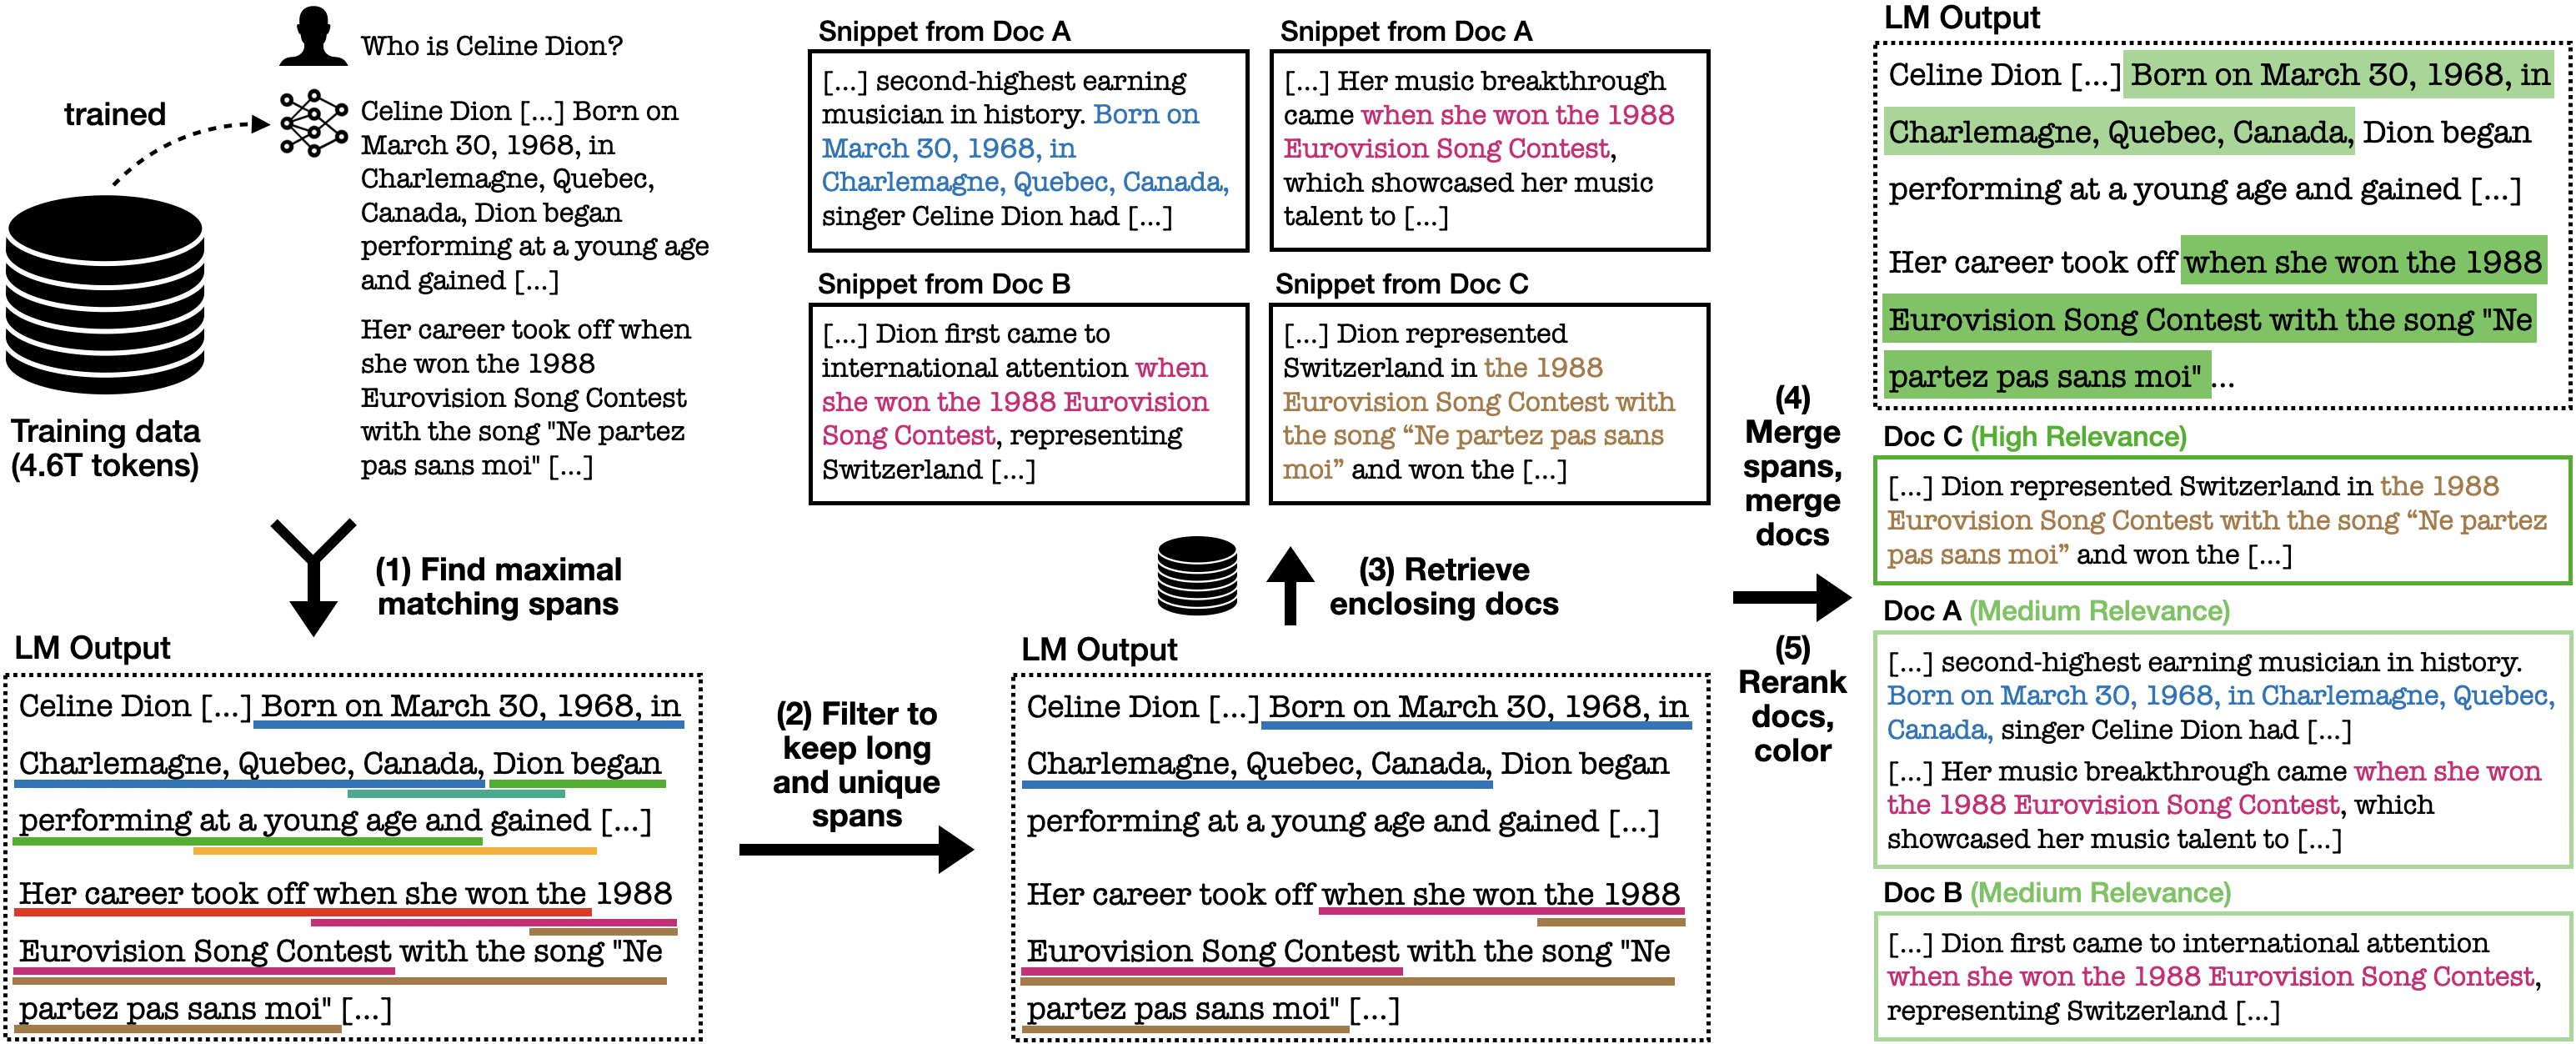 Who is Celine Dion?
trained
Celine Dion [...] Born on
March 30, 1968, in
Charlemagne, Quebec,
Canada, Dion began
performing at a young age
and gained [...]
Her career took off when
she won the 1988
Eurovision Song Contest
with the song "Ne partez
pas sans moi" [...]
Training data
(4.6T tokens)
(1) Find maximal
matching spans
LM Output
Celine Dion [...] Born on March 30, 1968, in
Charlemagne, Quebec, Canada, Dion began
performing at a young age and gained [...]
Her career took off when she won the 1988
Eurovision Song Contest with the song "Ne
partez pas sans moi" [...]
(2) Filter to
keep long
and unique
spans
LM Output
Celine Dion [...] Born on March 30, 1968, in
Charlemagne, Quebec, Canada, Dion began
performing at a young age and gained [...]
Her career took off when she won the 1988
Eurovision Song Contest with the song "Ne
partez pas sans moi" [...]
(3) Retrieve
enclosing docs
Snippet from Doc A
[...] second-highest earning
musician in history. Born on
March 30, 1968, in
Charlemagne, Quebec, Canada,
singer Celine Dion had [...]
Snippet from Doc A
[...] Her music breakthrough
came when she won the 1988
Eurovision Song Contest,
which showcased her music
talent to [...]
Snippet from Doc B
[...] Dion first came to
international attention when
she won the 1988 Eurovision
Song Contest, representing
Switzerland [...]
Snippet from Doc C
[...] Dion represented
Switzerland in the 1988
Eurovision Song Contest with
the song “Ne partez pas sans
moi” and won the [...]
(4)
Merge
spans,
merge
docs
(5)
Rerank
docs,
color
LM Output
Celine Dion [...] Born on March 30, 1968, in
Charlemagne, Quebec, Canada, Dion began
performing at a young age and gained [...]
Her career took off when she won the 1988
Eurovision Song Contest with the song "Ne
partez pas sans moi" ...
Doc C (High Relevance)
[...] Dion represented Switzerland in the 1988
Eurovision Song Contest with the song “Ne partez
pas sans moi” and won the [...]
Doc A (Medium Relevance)
[...] second-highest earning musician in history.
Born on March 30, 1968, in Charlemagne, Quebec,
Canada, singer Celine Dion had [...]
[...] Her music breakthrough came when she won
the 1988 Eurovision Song Contest, which
showcased her music talent to [...]
Doc B (Medium Relevance)
[...] Dion first came to international attention
when she won the 1988 Eurovision Song Contest,
representing Switzerland [...]